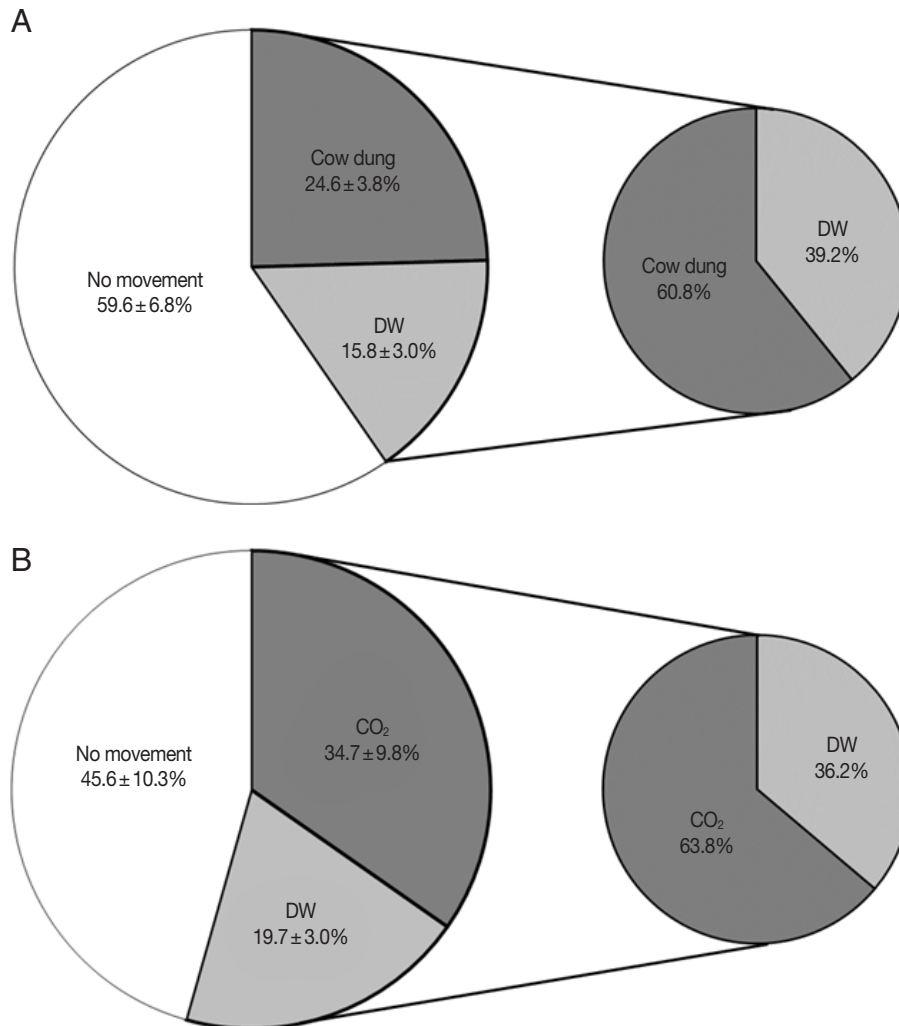 A
Cow dung
24.6±3.8%
No movement
59.6±6.8%
DW
15.8±3.0%
DW
39.2%
Cow dung
60.8%
B
CO₂
34.7±9.8%
No movement
45.6±10.3%
DW
19.7±3.0%
DW
36.2%
CO₂
63.8%